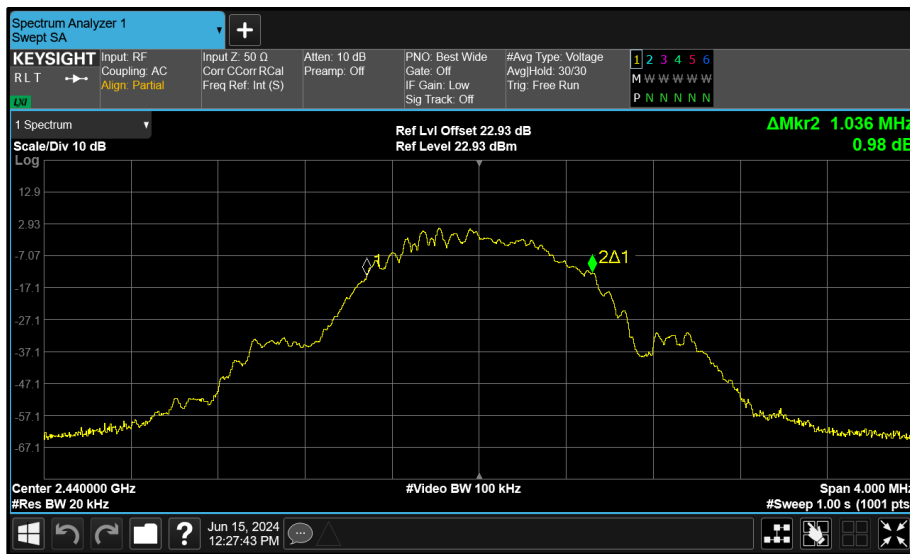 Spectrum Analyzer 1
Swept SA
KEYSIGHT
R L T
LXI
Input: RF
Coupling: AC
Align: Partial
Input Z: 50 Ω
Corr CCorr RCal
Freq Ref: Int (S)
Atten: 10 dB
Preamp: Off
PNO: Best Wide
Gate: Off
IF Gain: Low
Sig Track: Off
#Avg Type: Voltage
Avg|Hold: 30/30
Trig: Free Run
1 2 3 4 5 6
M W W W W W
P N N N N N
1 Spectrum
Scale/Div 10 dB
Ref Lvl Offset 22.93 dB
Ref Level 22.93 dBm
ΔMkr2 1.036 MHz
0.98 dB
Log
12.9
2.93
-7.07
-17.1
-27.1
-37.1
-47.1
-57.1
-67.1
1
2Δ1
Center 2.440000 GHz
#Res BW 20 kHz
#Video BW 100 kHz
Span 4.000 MHz
#Sweep 1.00 s (1001 pts
?
Jun 15, 2024
12:27:43 PM